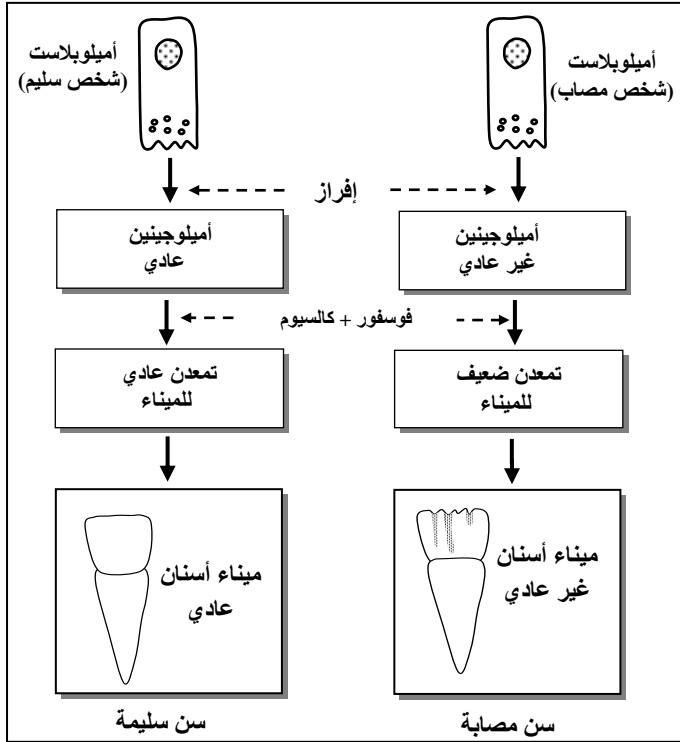 أميلوبلاست
(شخص مصاب)
أميلوبلاست
(شخص سليم)
إفراز
أميلوجينين
غير عادي
أميلوجينين
عادي
فوسفور + كالسيوم
تمعدن ضعيف
للميناء
تمعدن عادي
للميناء
ميناء أسنان
غير عادي
ميناء أسنان
عادي
سن مصابة
سن سليمة